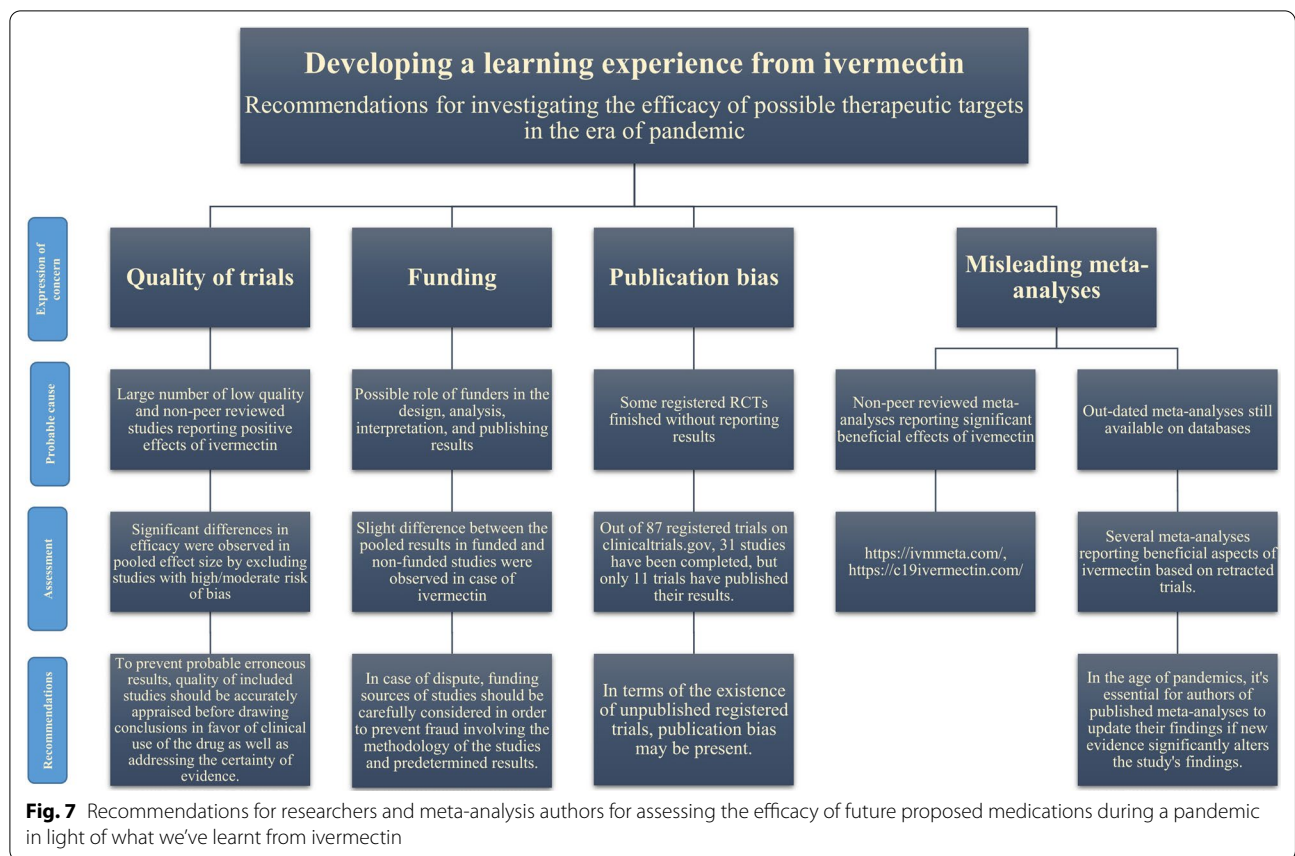 Developing a learning experience from ivermectin
Recommendations for investigating the efficacy of possible therapeutic targets
in the era of pandemic
Expression of
concern
Quality of trials
Funding
Publication bias
Misleading meta-
analyses
Probable cause
Large number of low quality
and non-peer reviewed
studies reporting positive
effects of ivermectin
Possible role of funders in the
design, analysis,
interpretation, and publishing
results
Some registered RCTs
finished without reporting
results
Non-peer reviewed meta-
analyses reporting significant
beneficial effects of ivemectin
Out-dated meta-analyses still
available on databases
Assessment
Significant differences in
efficacy were observed in
pooled effect size by excluding
studies with high/moderate risk
of bias
Slight difference between the
pooled results in funded and
non-funded studies were
observed in case of
ivermectin
Out of 87 registered trials on
clinicaltrials.gov, 31 studies
have been completed, but
only 11 trials have published
their results.
https://ivmmeta.com/,
https://c19ivermectin.com/
Several meta-analyses
reporting beneficial aspects of
ivermectin based on retracted
trials.
Recommendations
To prevent probable erroneous
results, quality of included
studies should be accurately
appraised before drawing
conclusions in favor of clinical
use of the drug as well as
addressing the certainty of
evidence.
In case of dispute, funding
sources of studies should be
carefully considered in order
to prevent fraud involving the
methodology of the studies
and predetermined results.
In terms of the existence
of unpublished registered
trials, publication bias
may be present.
In the age of pandemics, it's
essential for authors of
published meta-analyses to
update their findings if new
evidence significantly alters
the study's findings.
Fig. 7 Recommendations for researchers and meta-analysis authors for assessing the efficacy of future proposed medications during a pandemic
in light of what we've learnt from ivermectin